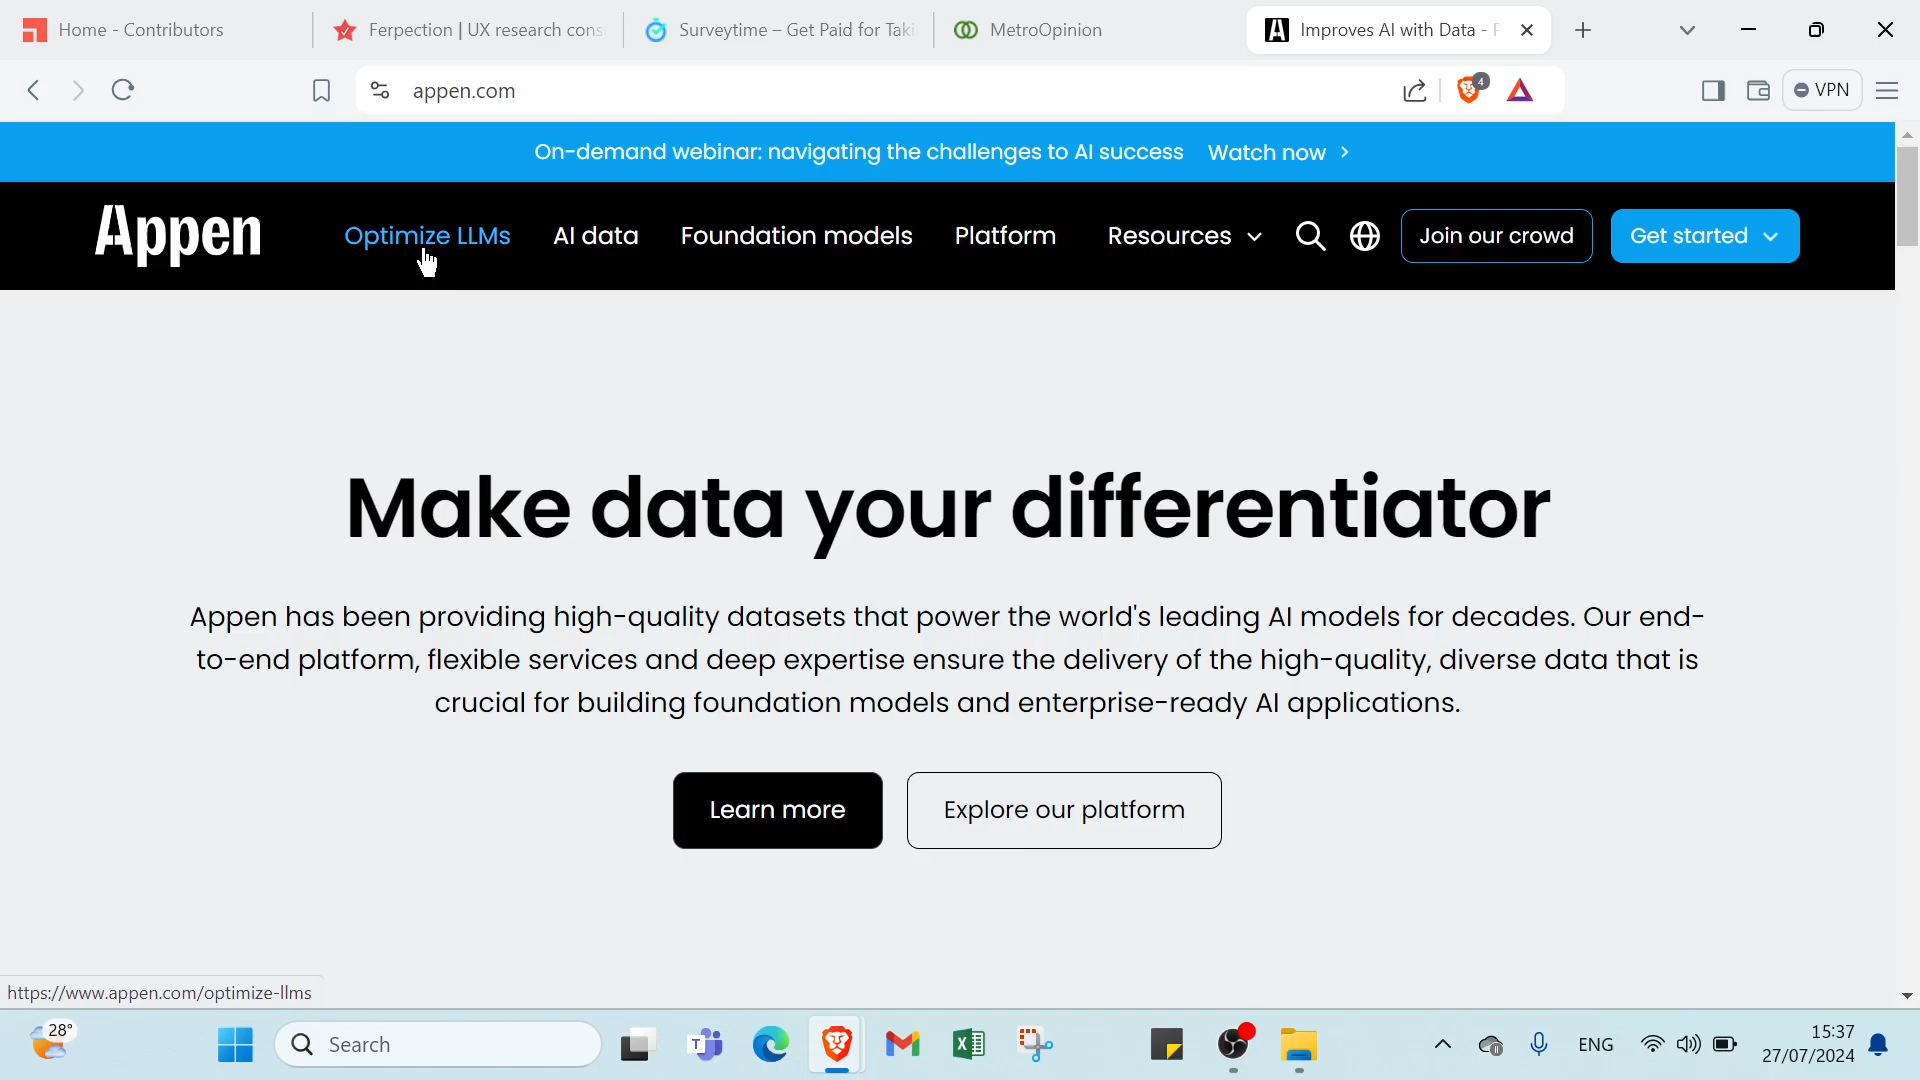 Home - Contributors
Ferpection | UX research cons
Surveytime – Get Paid for Taki
MetroOpinion
Improves AI with Data - P
appen.com
4
VPN
On-demand webinar: navigating the challenges to AI success Watch now
Appen
Optimize LLMs
AI data
Foundation models
Platform
Resources
Join our crowd
Get started
Make data your differentiator
Appen has been providing high-quality datasets that power the world's leading AI models for decades. Our end-
to-end platform, flexible services and deep expertise ensure the delivery of the high-quality, diverse data that is
crucial for building foundation models and enterprise-ready AI applications.
Learn more
Explore our platform
https://www.appen.com/optimize-llms
28°
Search
ENG
15:37
27/07/2024